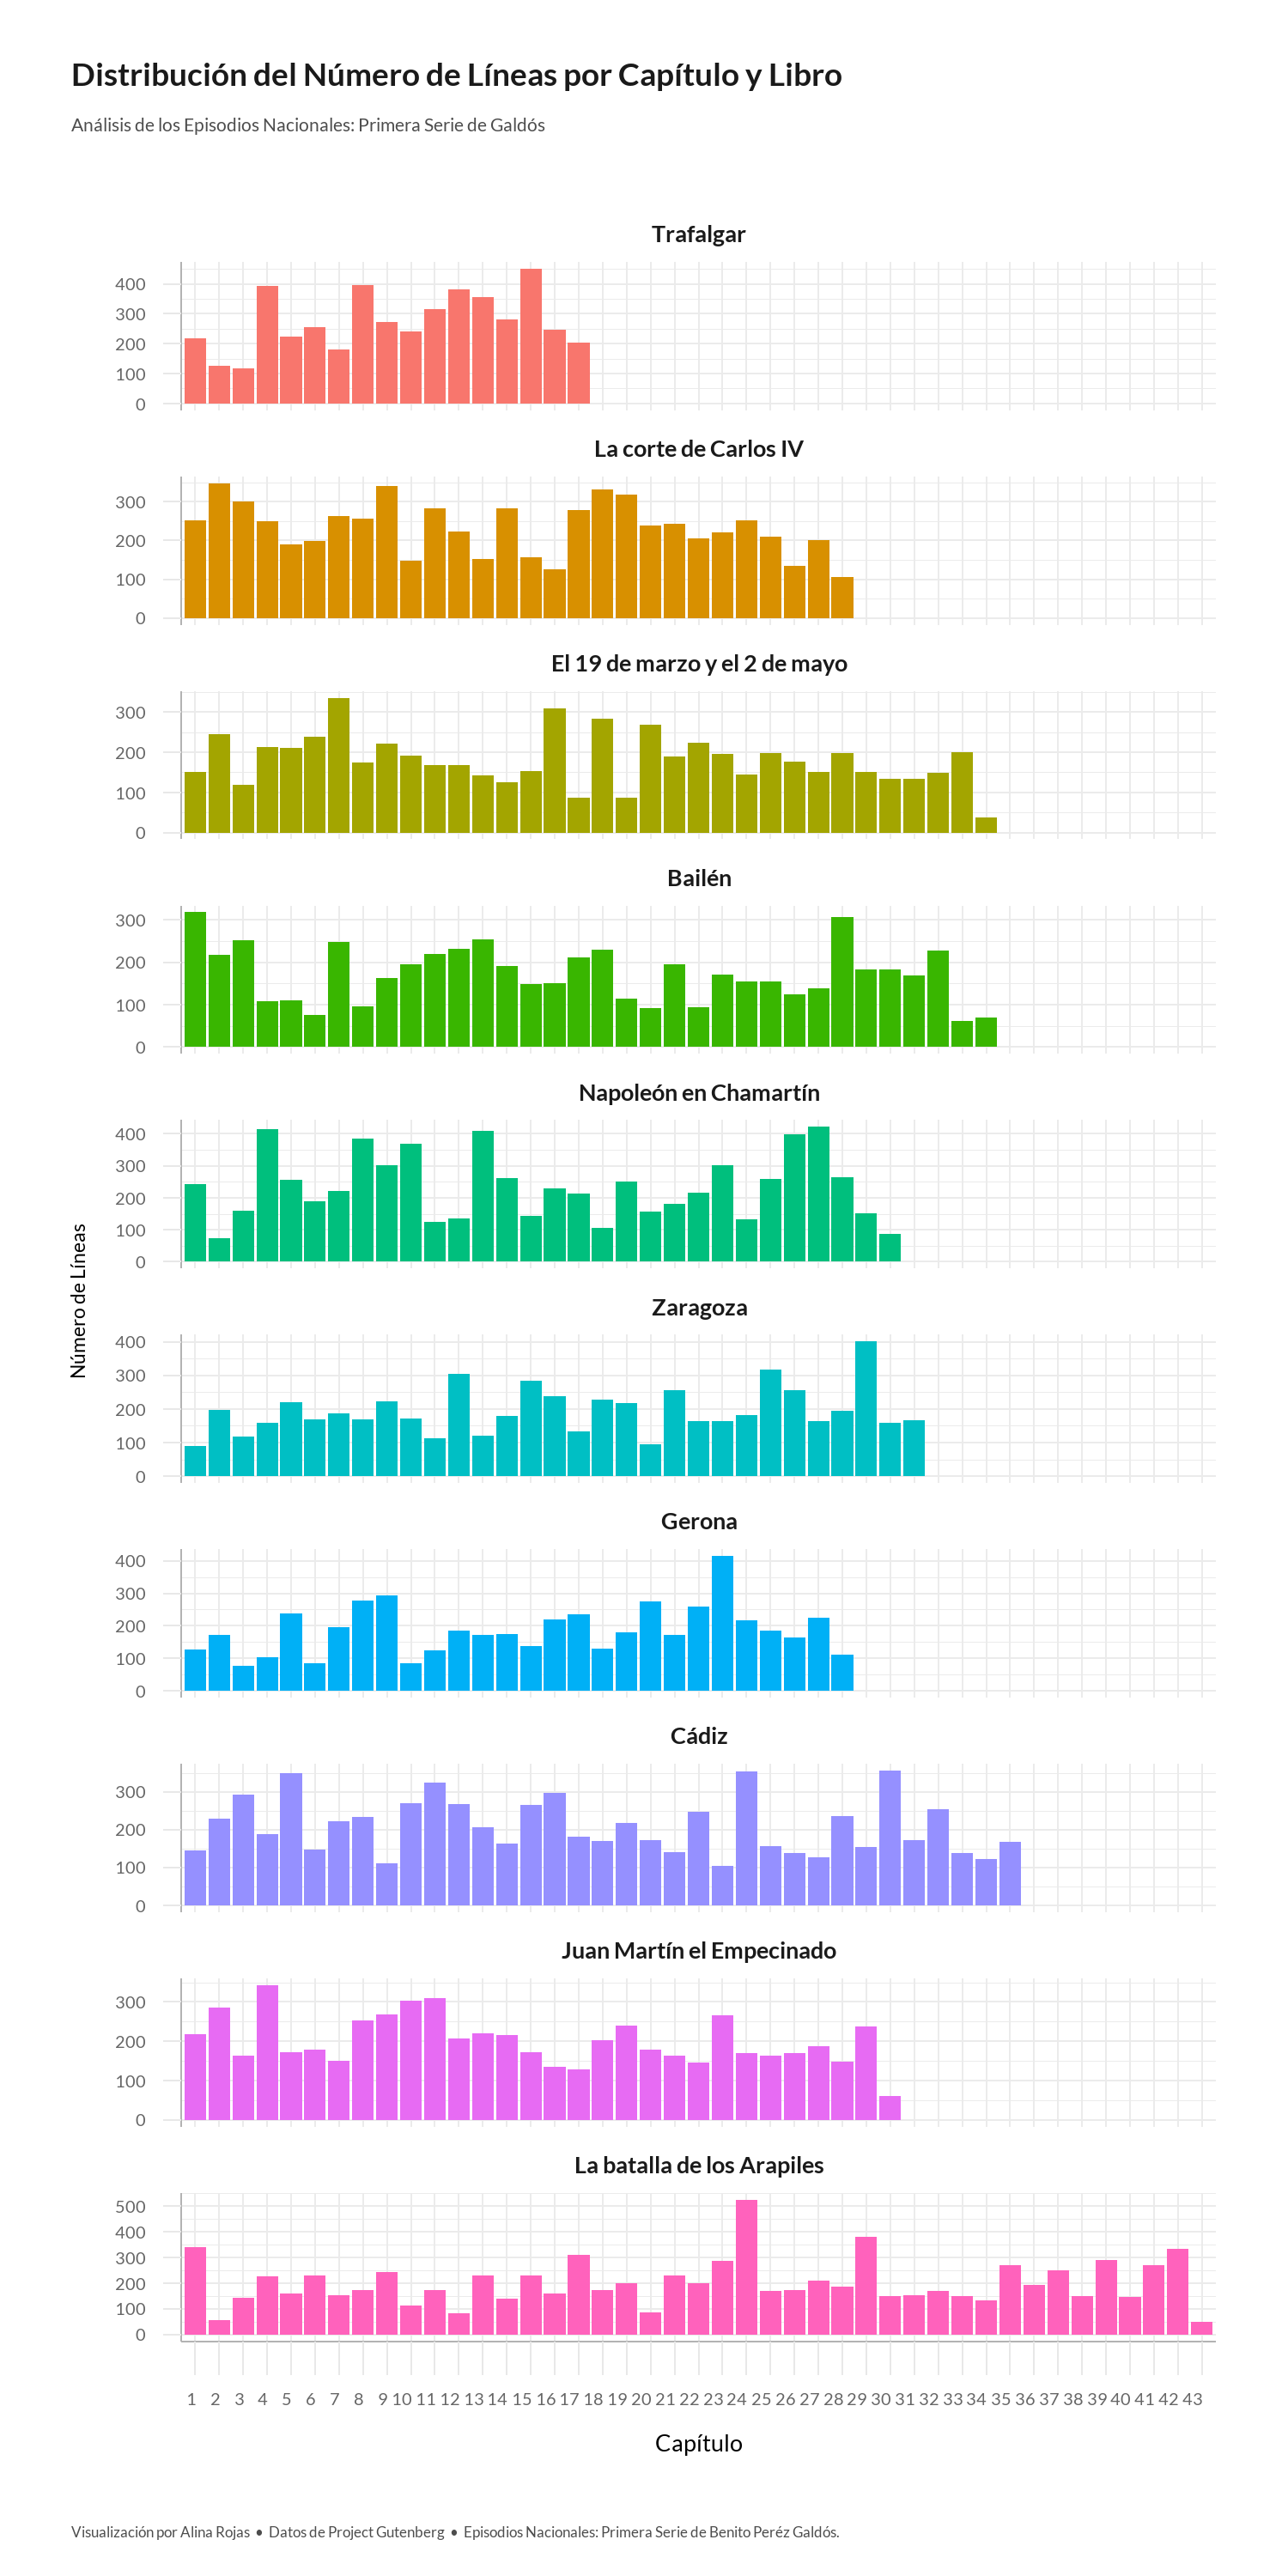 Distribución del Número de Líneas por Capítulo y Libro
Análisis de los Episodios Nacionales: Primera Serie de Galdós
Trafalgar
400
300
200
100
0
La corte de Carlos IV
300
200
100
0
El 19 de marzo y el 2 de mayo
300
200
100
0
Bailén
300
200
100
0
Napoleón en Chamartín
400
300
200
100
0
Número de Líneas
Zaragoza
400
300
200
100
0
Gerona
400
300
200
100
0
Cádiz
300
200
100
0
Juan Martín el Empecinado
300
200
100
0
La batalla de los Arapiles
500
400
300
200
100
0
1 2 3 4 5 6 7 8 9 10 11 12 13 14 15 16 17 18 19 20 21 22 23 24 25 26 27 28 29 30 31 32 33 34 35 36 37 38 39 40 41 42 43
Capítulo
Visualización por Alina Rojas • Datos de Project Gutenberg • Episodios Nacionales: Primera Serie de Benito Peréz Galdós.